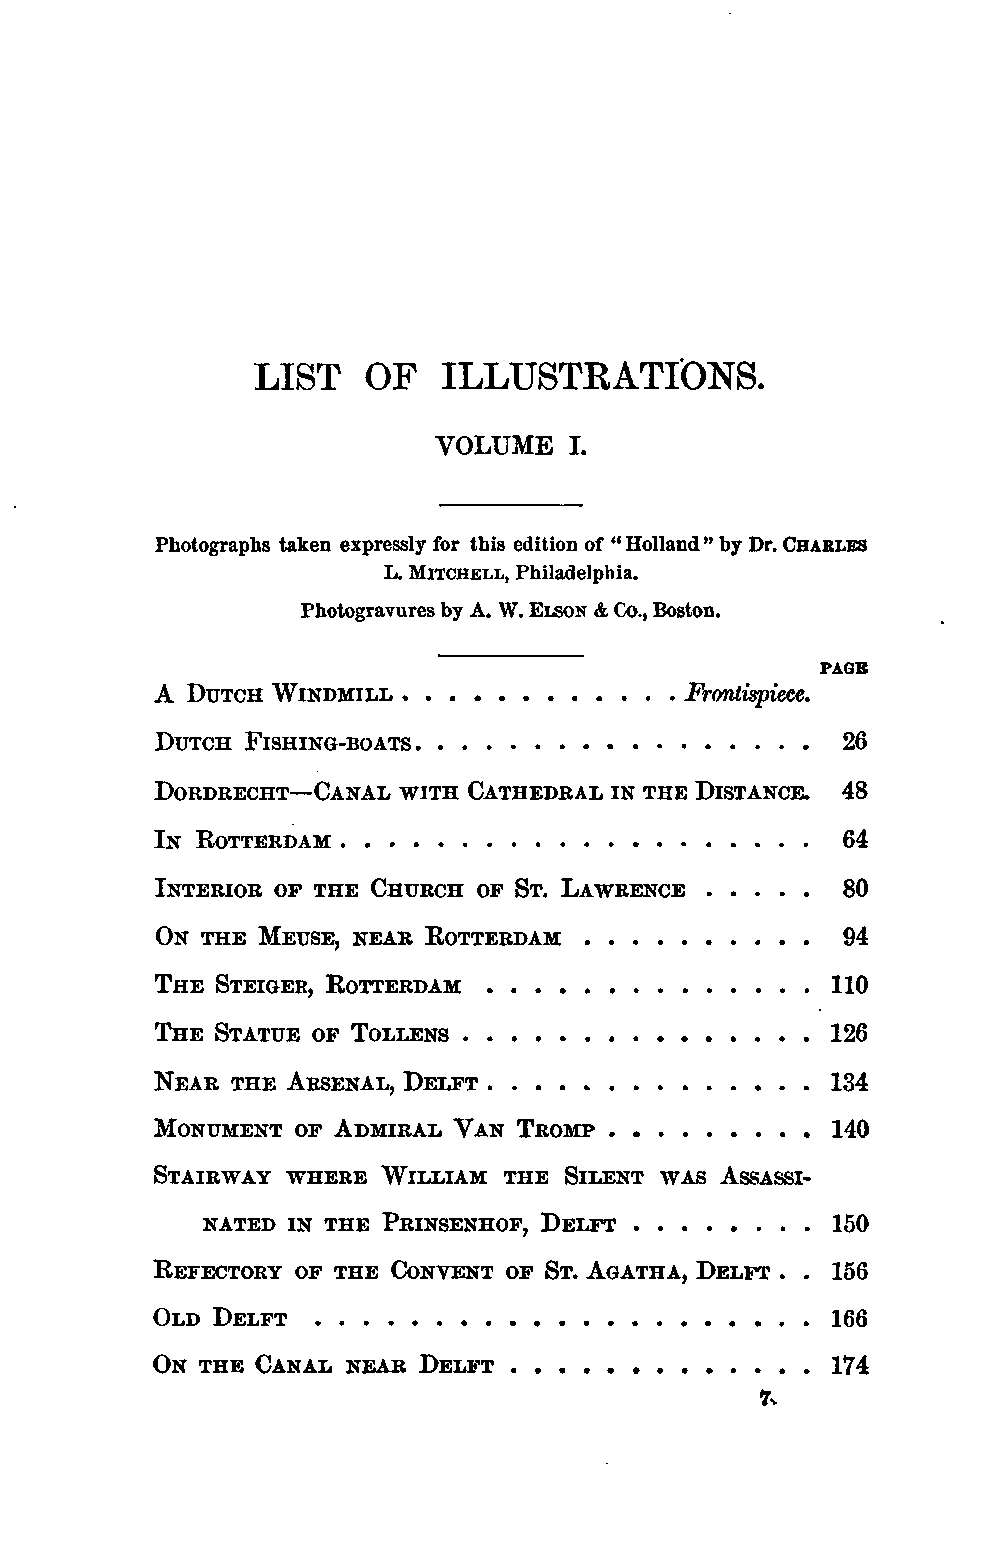 LIST OF ILLUSTRATIONS.
VOLUME I.
Photographs taken expressly for this edition of "Holland" by Dr. CHARLES
L. MITCHELL, Philadelphia.
Photogravures by A. W. ELSON & CO., Boston.
PAGE
A DUTCH WINDMILL . . . . . . . . . . . . Frontispiece.
DUTCH FISHING-BOATS. . . . . . . . . . . . . . . . . 26
DORDRECHT—CANAL WITH CATHEDRAL IN THE DISTANCE. 48
IN ROTTERDAM . . . . . . . . . . . . . . . . . . . . 64
INTERIOR OF THE CHURCH OF ST. LAWRENCE . . . . . 80
ON THE MEUSE, NEAR ROTTERDAM . . . . . . . . . . 94
THE STEIGER, ROTTERDAM . . . . . . . . . . . . . . 110
THE STATUE OF TOLLENS . . . . . . . . . . . . . . . 126
NEAR THE ARSENAL, DELFT . . . . . . . . . . . . . . 134
MONUMENT OF ADMIRAL VAN TROMP . . . . . . . . . 140
STAIRWAY WHERE WILLIAM THE SILENT WAS ASSASSI-
NATED IN THE PRINSENHOF, DELFT . . . . . . . . 150
REFECTORY OF THE CONVENT OF ST. AGATHA, DELFT . . 156
OLD DELFT . . . . . . . . . . . . . . . . . . . . . 166
ON THE CANAL NEAR DELFT . . . . . . . . . . . . . 174
7